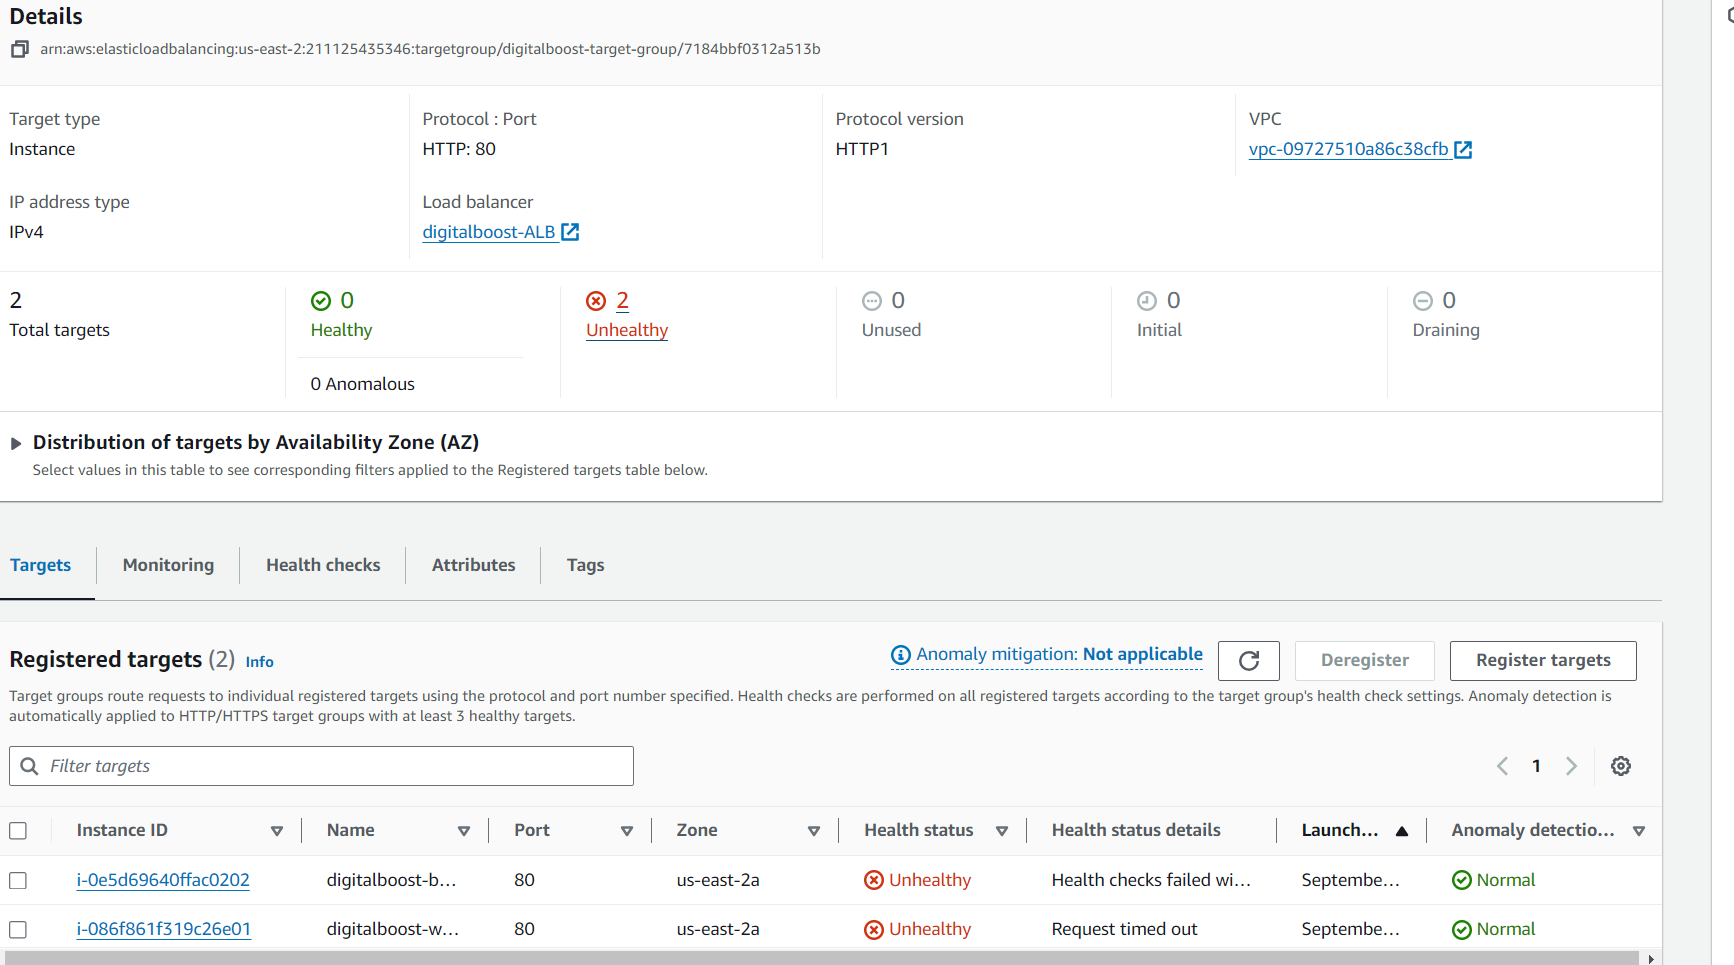 Details
arn:aws:elasticloadbalancing:us-east-2:211125435346:targetgroup/digitalboost-target-group/7184bbf0312a513b
Target type
Instance
Protocol : Port
HTTP: 80
Protocol version
HTTP1
VPC
vpc-09727510a86c38cfb
IP address type
IPv4
Load balancer
digitalboost-ALB
2
Total targets
0
Healthy
0 Anomalous
2
Unhealthy
0
Unused
0
Initial
0
Draining
Distribution of targets by Availability Zone (AZ)
Select values in this table to see corresponding filters applied to the Registered targets table below.
Targets
Monitoring
Health checks
Attributes
Tags
Registered targets (2) Info
Anomaly mitigation: Not applicable
Deregister
Register targets
Target groups route requests to individual registered targets using the protocol and port number specified. Health checks are performed on all registered targets according to the target group's health check settings. Anomaly detection is
automatically applied to HTTP/HTTPS target groups with at least 3 healthy targets.
Filter targets
1
Instance ID Name Port Zone Health status Health status details Launch... Anomaly detectio...
i-0e5d69640ffac0202 digitalboost-b... 80 us-east-2a Unhealthy Health checks failed wi... Septembe... Normal
i-086f861f319c26e01 digitalboost-w... 80 us-east-2a Unhealthy Request timed out Septembe... Normal